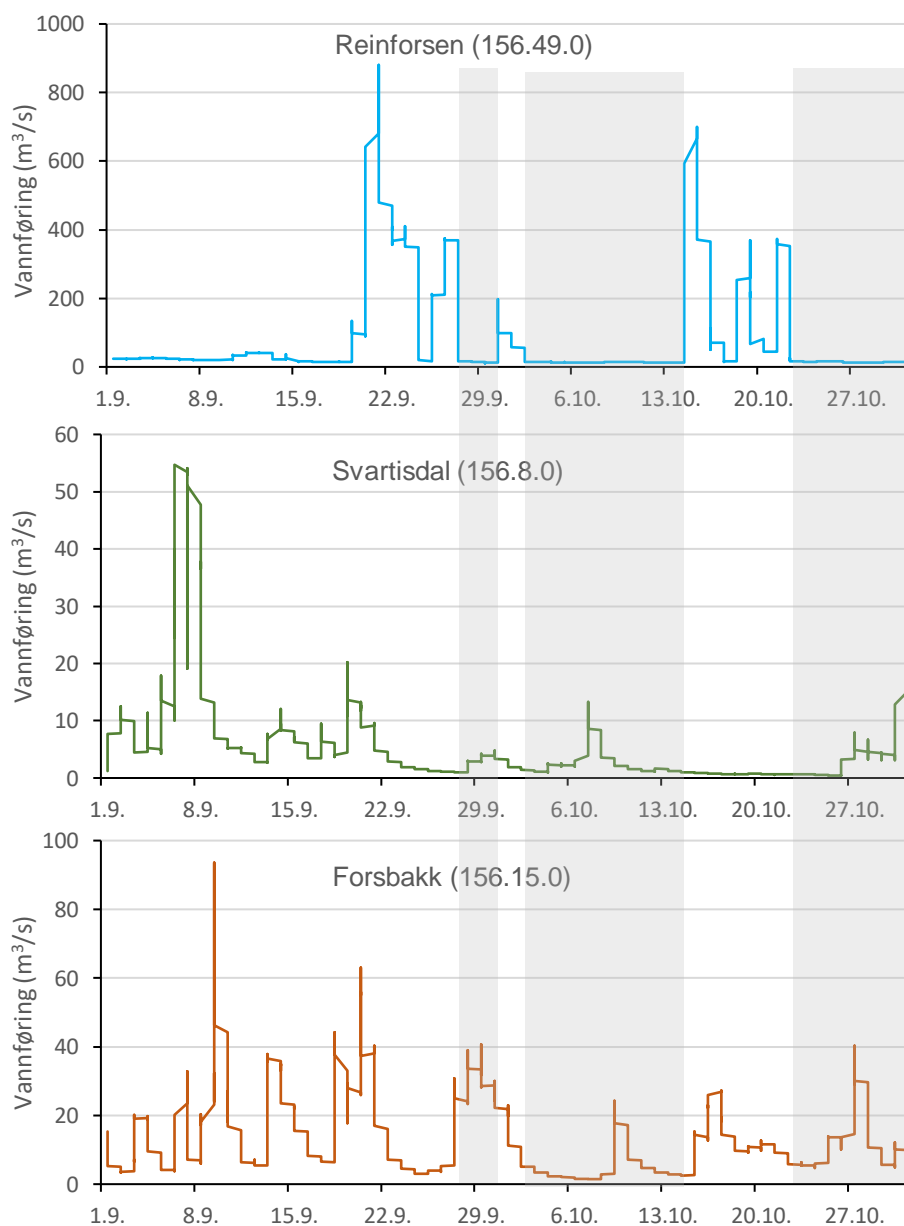 Reinforsen (156.49.0)
Vannføring (m³/s)
1000
800
600
400
200
0
1.9. 8.9. 15.9. 22.9. 29.9. 6.10. 13.10. 20.10. 27.10.
Svartisdal (156.8.0)
Vannføring (m³/s)
60
50
40
30
20
10
0
1.9. 8.9. 15.9. 22.9. 29.9. 6.10. 13.10. 20.10. 27.10.
Forsbakk (156.15.0)
Vannføring (m³/s)
100
80
60
40
20
0
1.9. 8.9. 15.9. 22.9. 29.9. 6.10. 13.10. 20.10. 27.10.